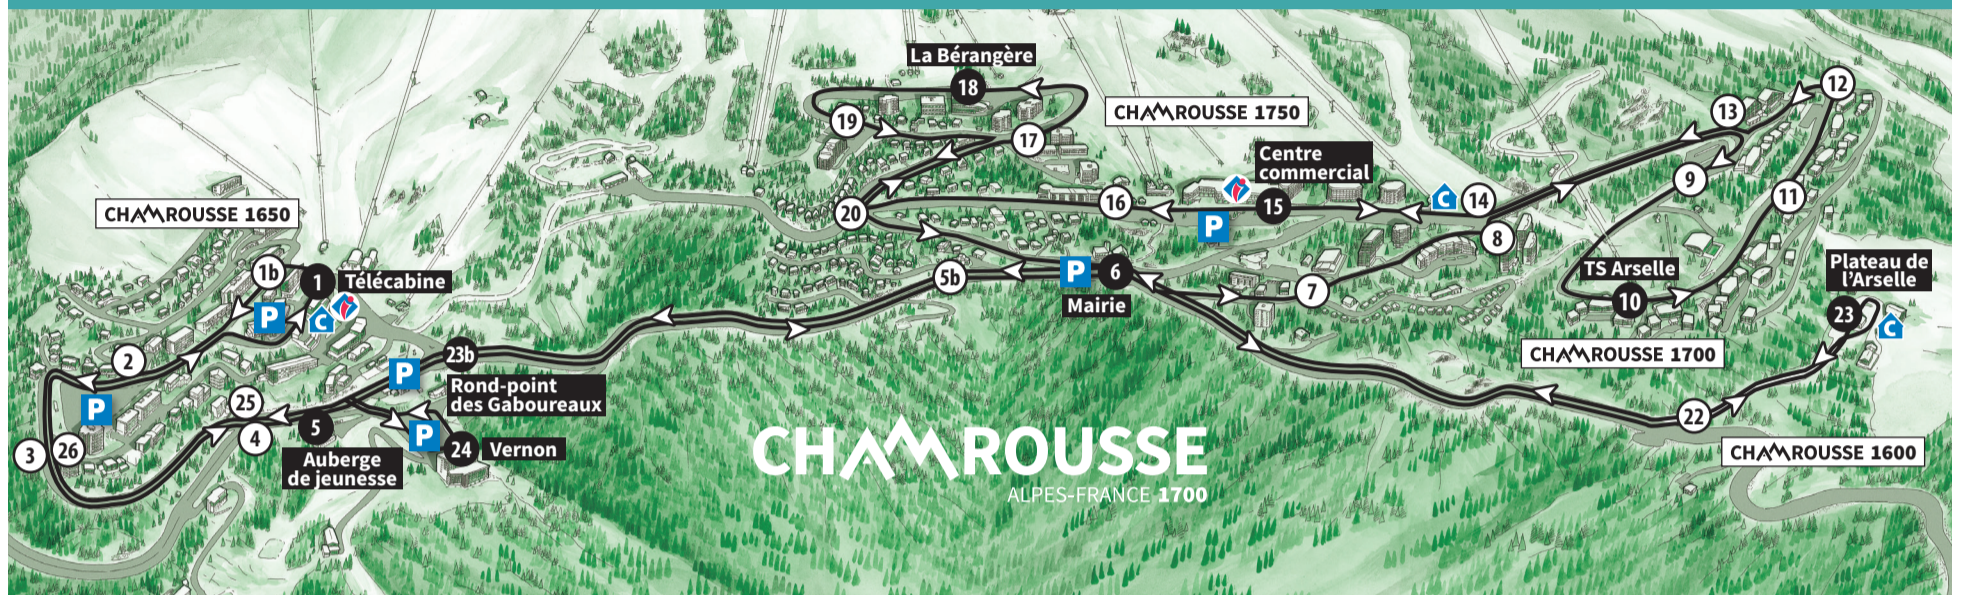 La Bérangère
18
12
CHAMROUSSE 1750
13
19
17
Centre
commercial
9
11
CHAMROUSSE 1650
20
16
15
C
14
P
8
1b
1
Télécabine
5b
P
6
Mairie
7
TS Arselle
10
Plateau de
l'Arselle
23
C
P
C
2
23b
CHAMROUSSE 1700
P
Rond-point
des Gaboureaux
P
25
4
5
P
24
Vernon
22
3
26
Auberge
de jeunesse
CHAMROUSSE
ALPES-FRANCE 1700
CHAMROUSSE 1600